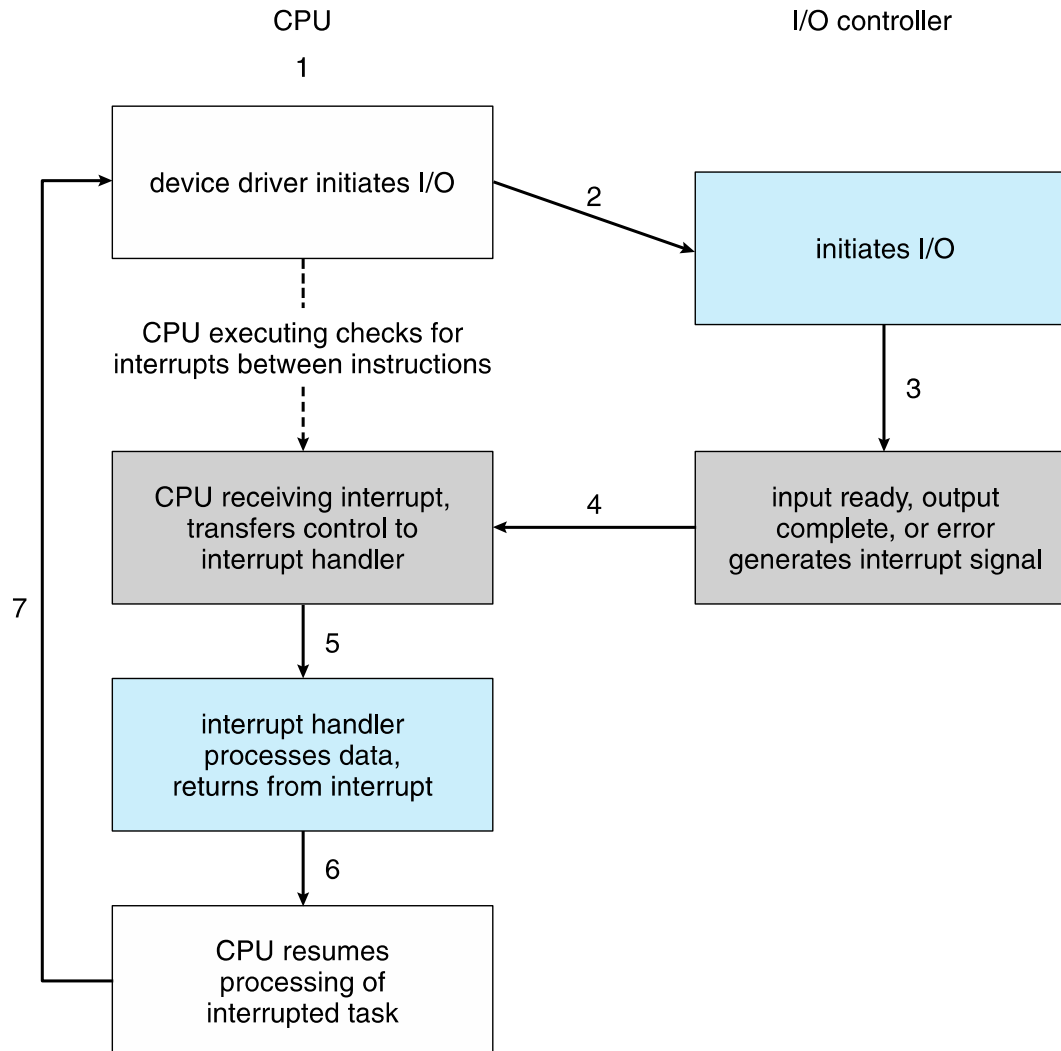 CPU
I/O controller
1
device driver initiates I/O
2
initiates I/O
CPU executing checks for
interrupts between instructions
3
CPU receiving interrupt,
transfers control to
interrupt handler
4
input ready, output
complete, or error
generates interrupt signal
7
5
interrupt handler
processes data,
returns from interrupt
6
CPU resumes
processing of
interrupted task